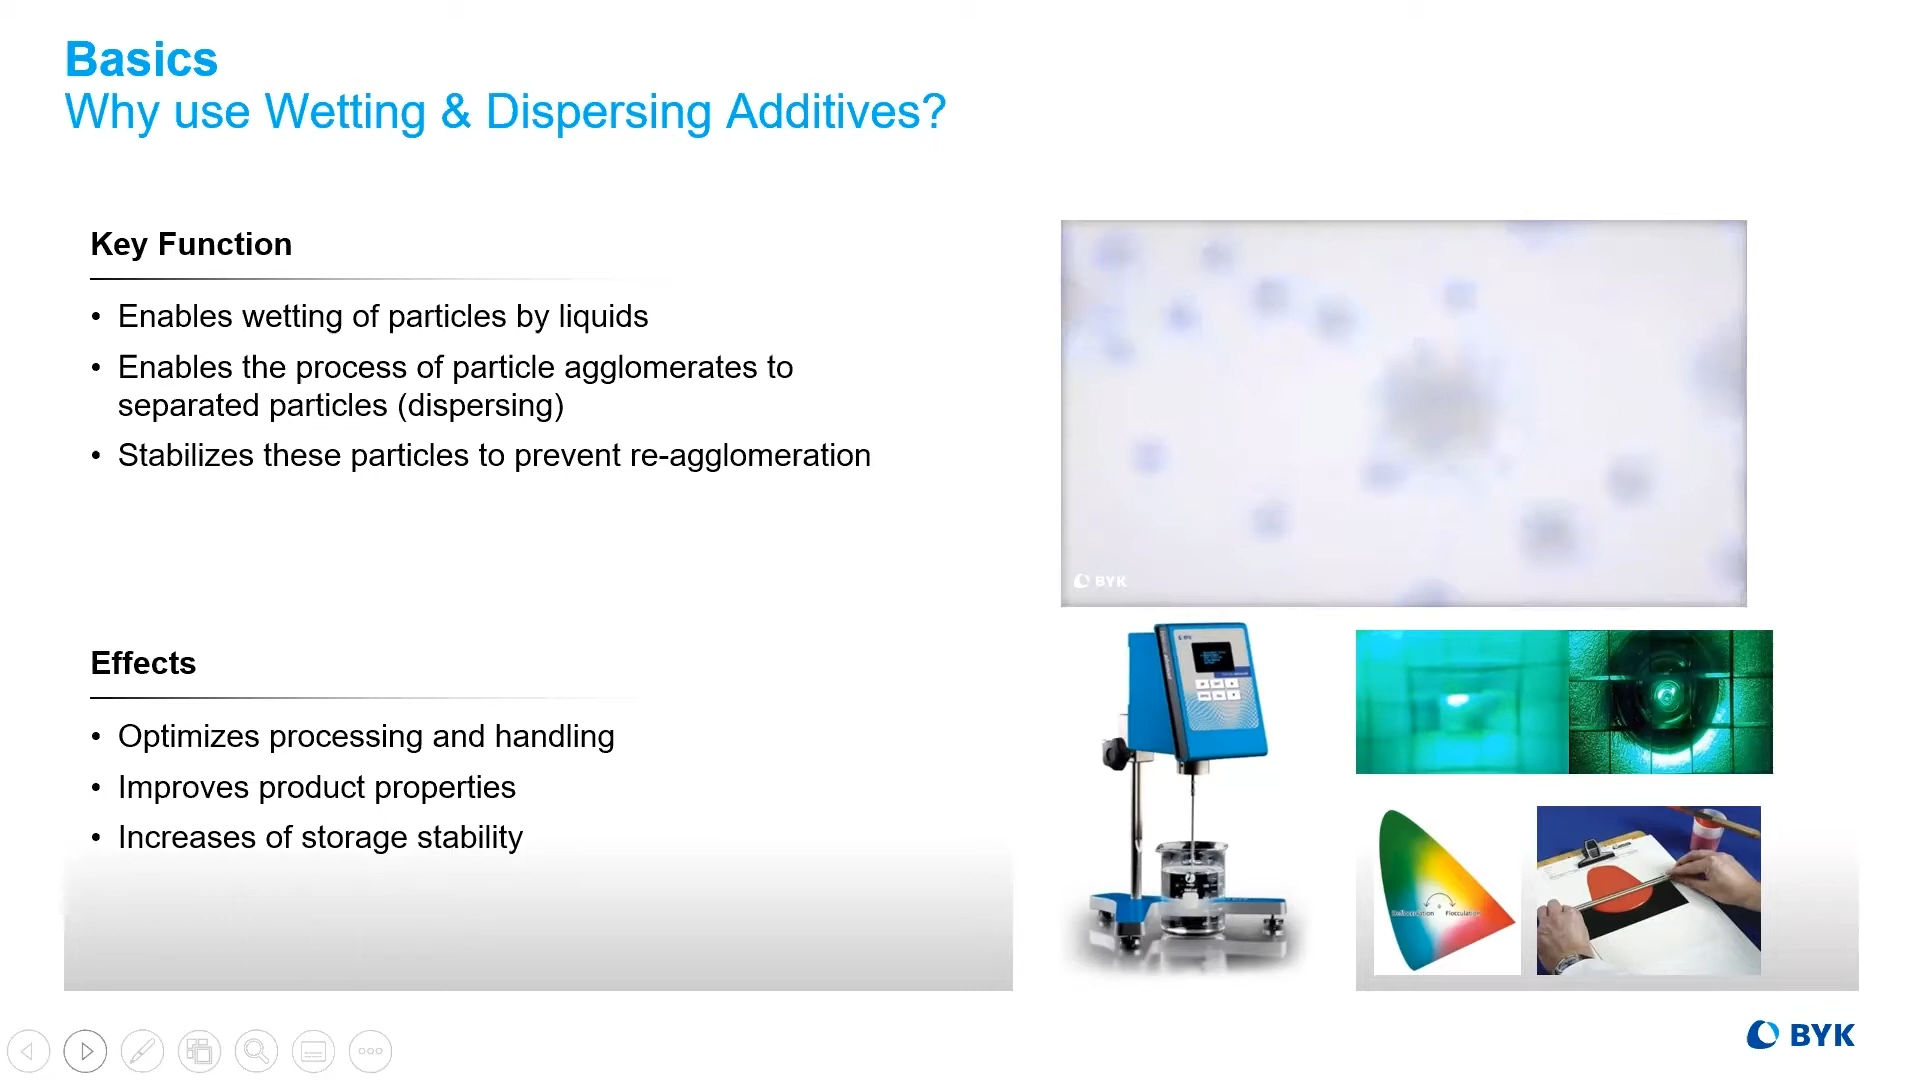 Basics
Why use Wetting & Dispersing Additives?
Key Function
• Enables wetting of particles by liquids
• Enables the process of particle agglomerates to
separated particles (dispersing)
• Stabilizes these particles to prevent re-agglomeration
BYK
Effects
• Optimizes processing and handling
• Improves product properties
• Increases of storage stability
Deflocculation Flocculation
BYK